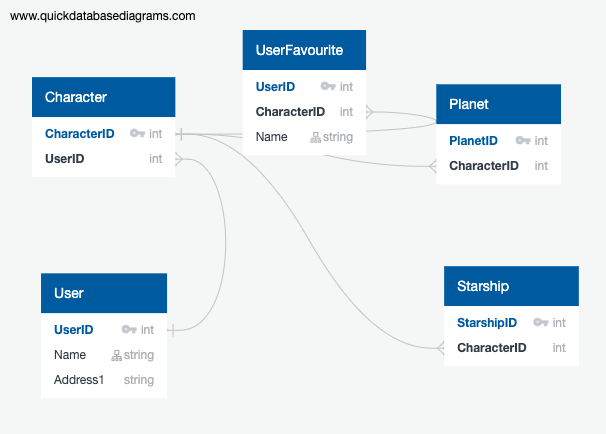 www.quickdatabasediagrams.com
UserFavourite
UserID int
CharacterID int
Name string
Character
CharacterID int
UserID int
Planet
PlanetID int
CharacterID int
User
UserID int
Name string
Address1 string
Starship
StarshipID int
CharacterID int